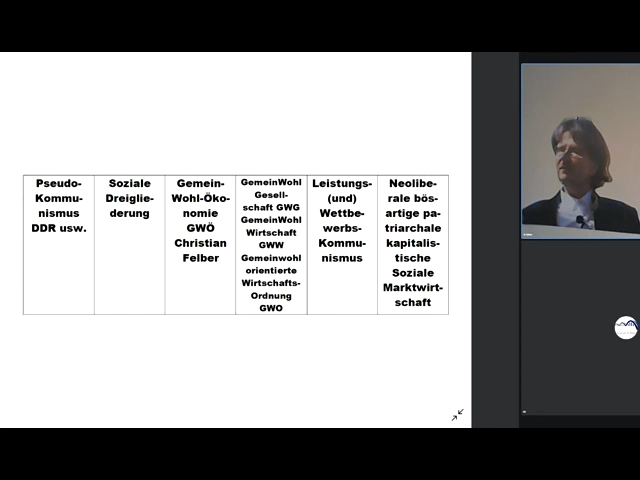 Pseudo-
Kommu-
nismus
DDR usw.
Soziale
Dreiglie-
derung
Gemein-
Wohl-Öko-
nomie
GWÖ
Christian
Felber
GemeinWohl
Gesell-
schaft GWG
GemeinWohl
Wirtschaft
GWW
Gemeinwohl
orientierte
Wirtschafts-
Ordnung
GWO
Leistungs-
(und)
Wettbe-
werbs-
Kommu-
nismus
Neolibe-
rale bös-
artige pa-
triarchale
kapitalis-
tische
Soziale
Marktwirt-
schaft